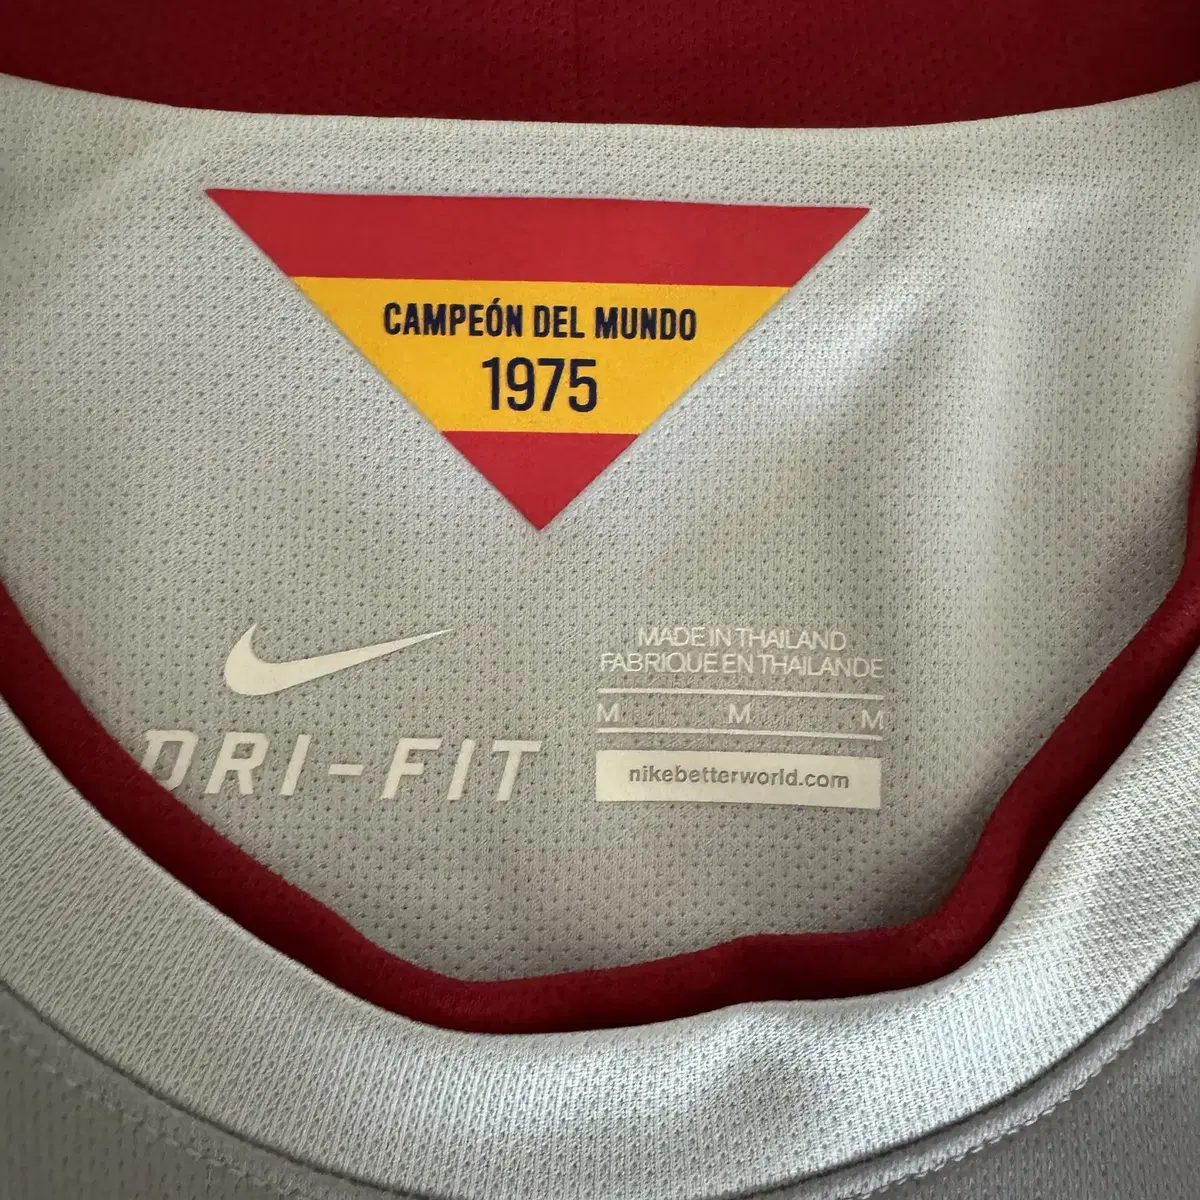 CAMPEÓN DEL MUNDO
1975
MADE IN THAILAND
FABRIQUE EN THAILANDE
M M M
DRI-FIT
nikebetterworld.com